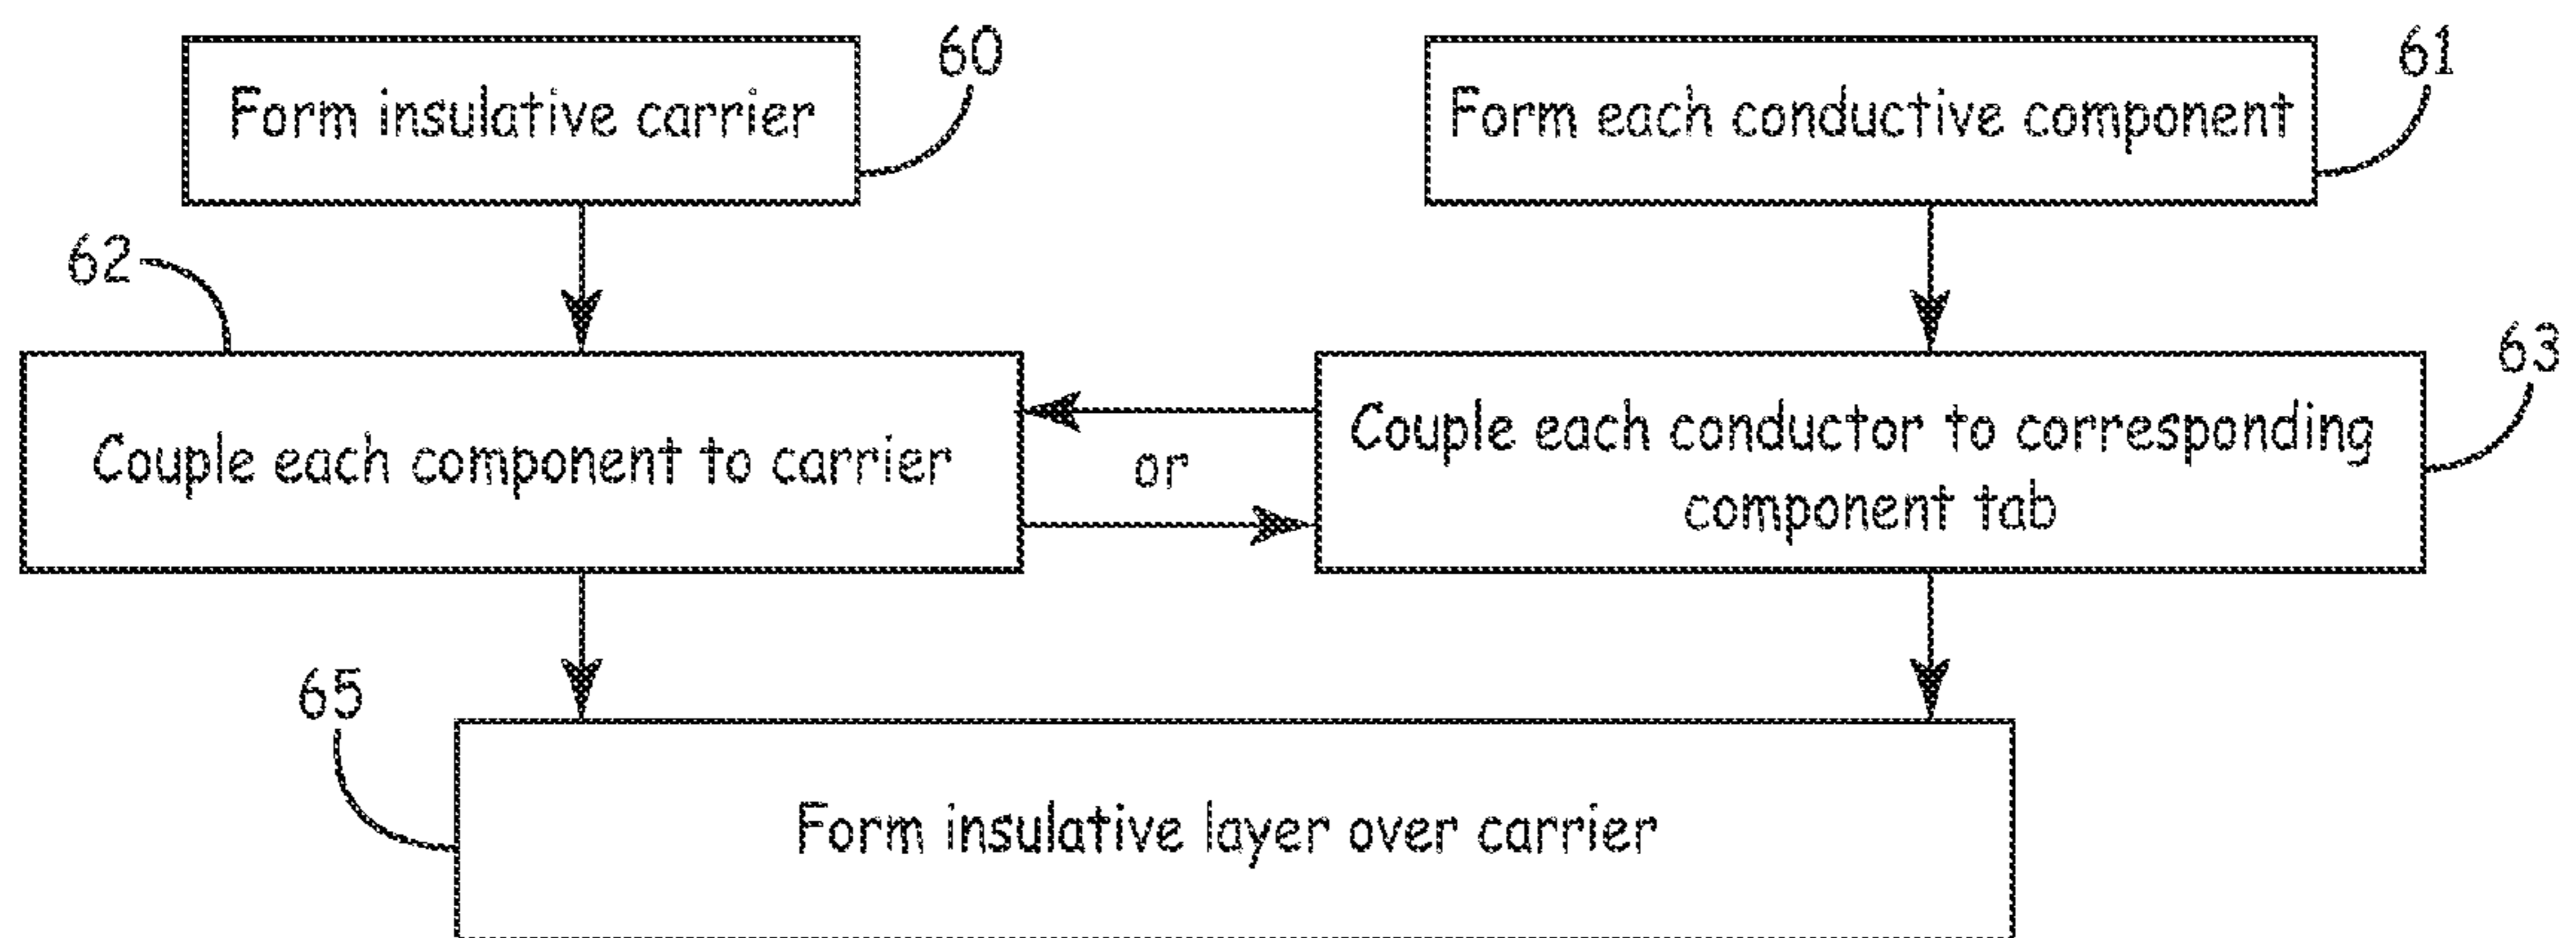 60
61
Form insulative carrier
Form each conductive component
62
63
Couple each component to carrier
or
Couple each conductor to corresponding
component tab
65
Form insulative layer over carrier